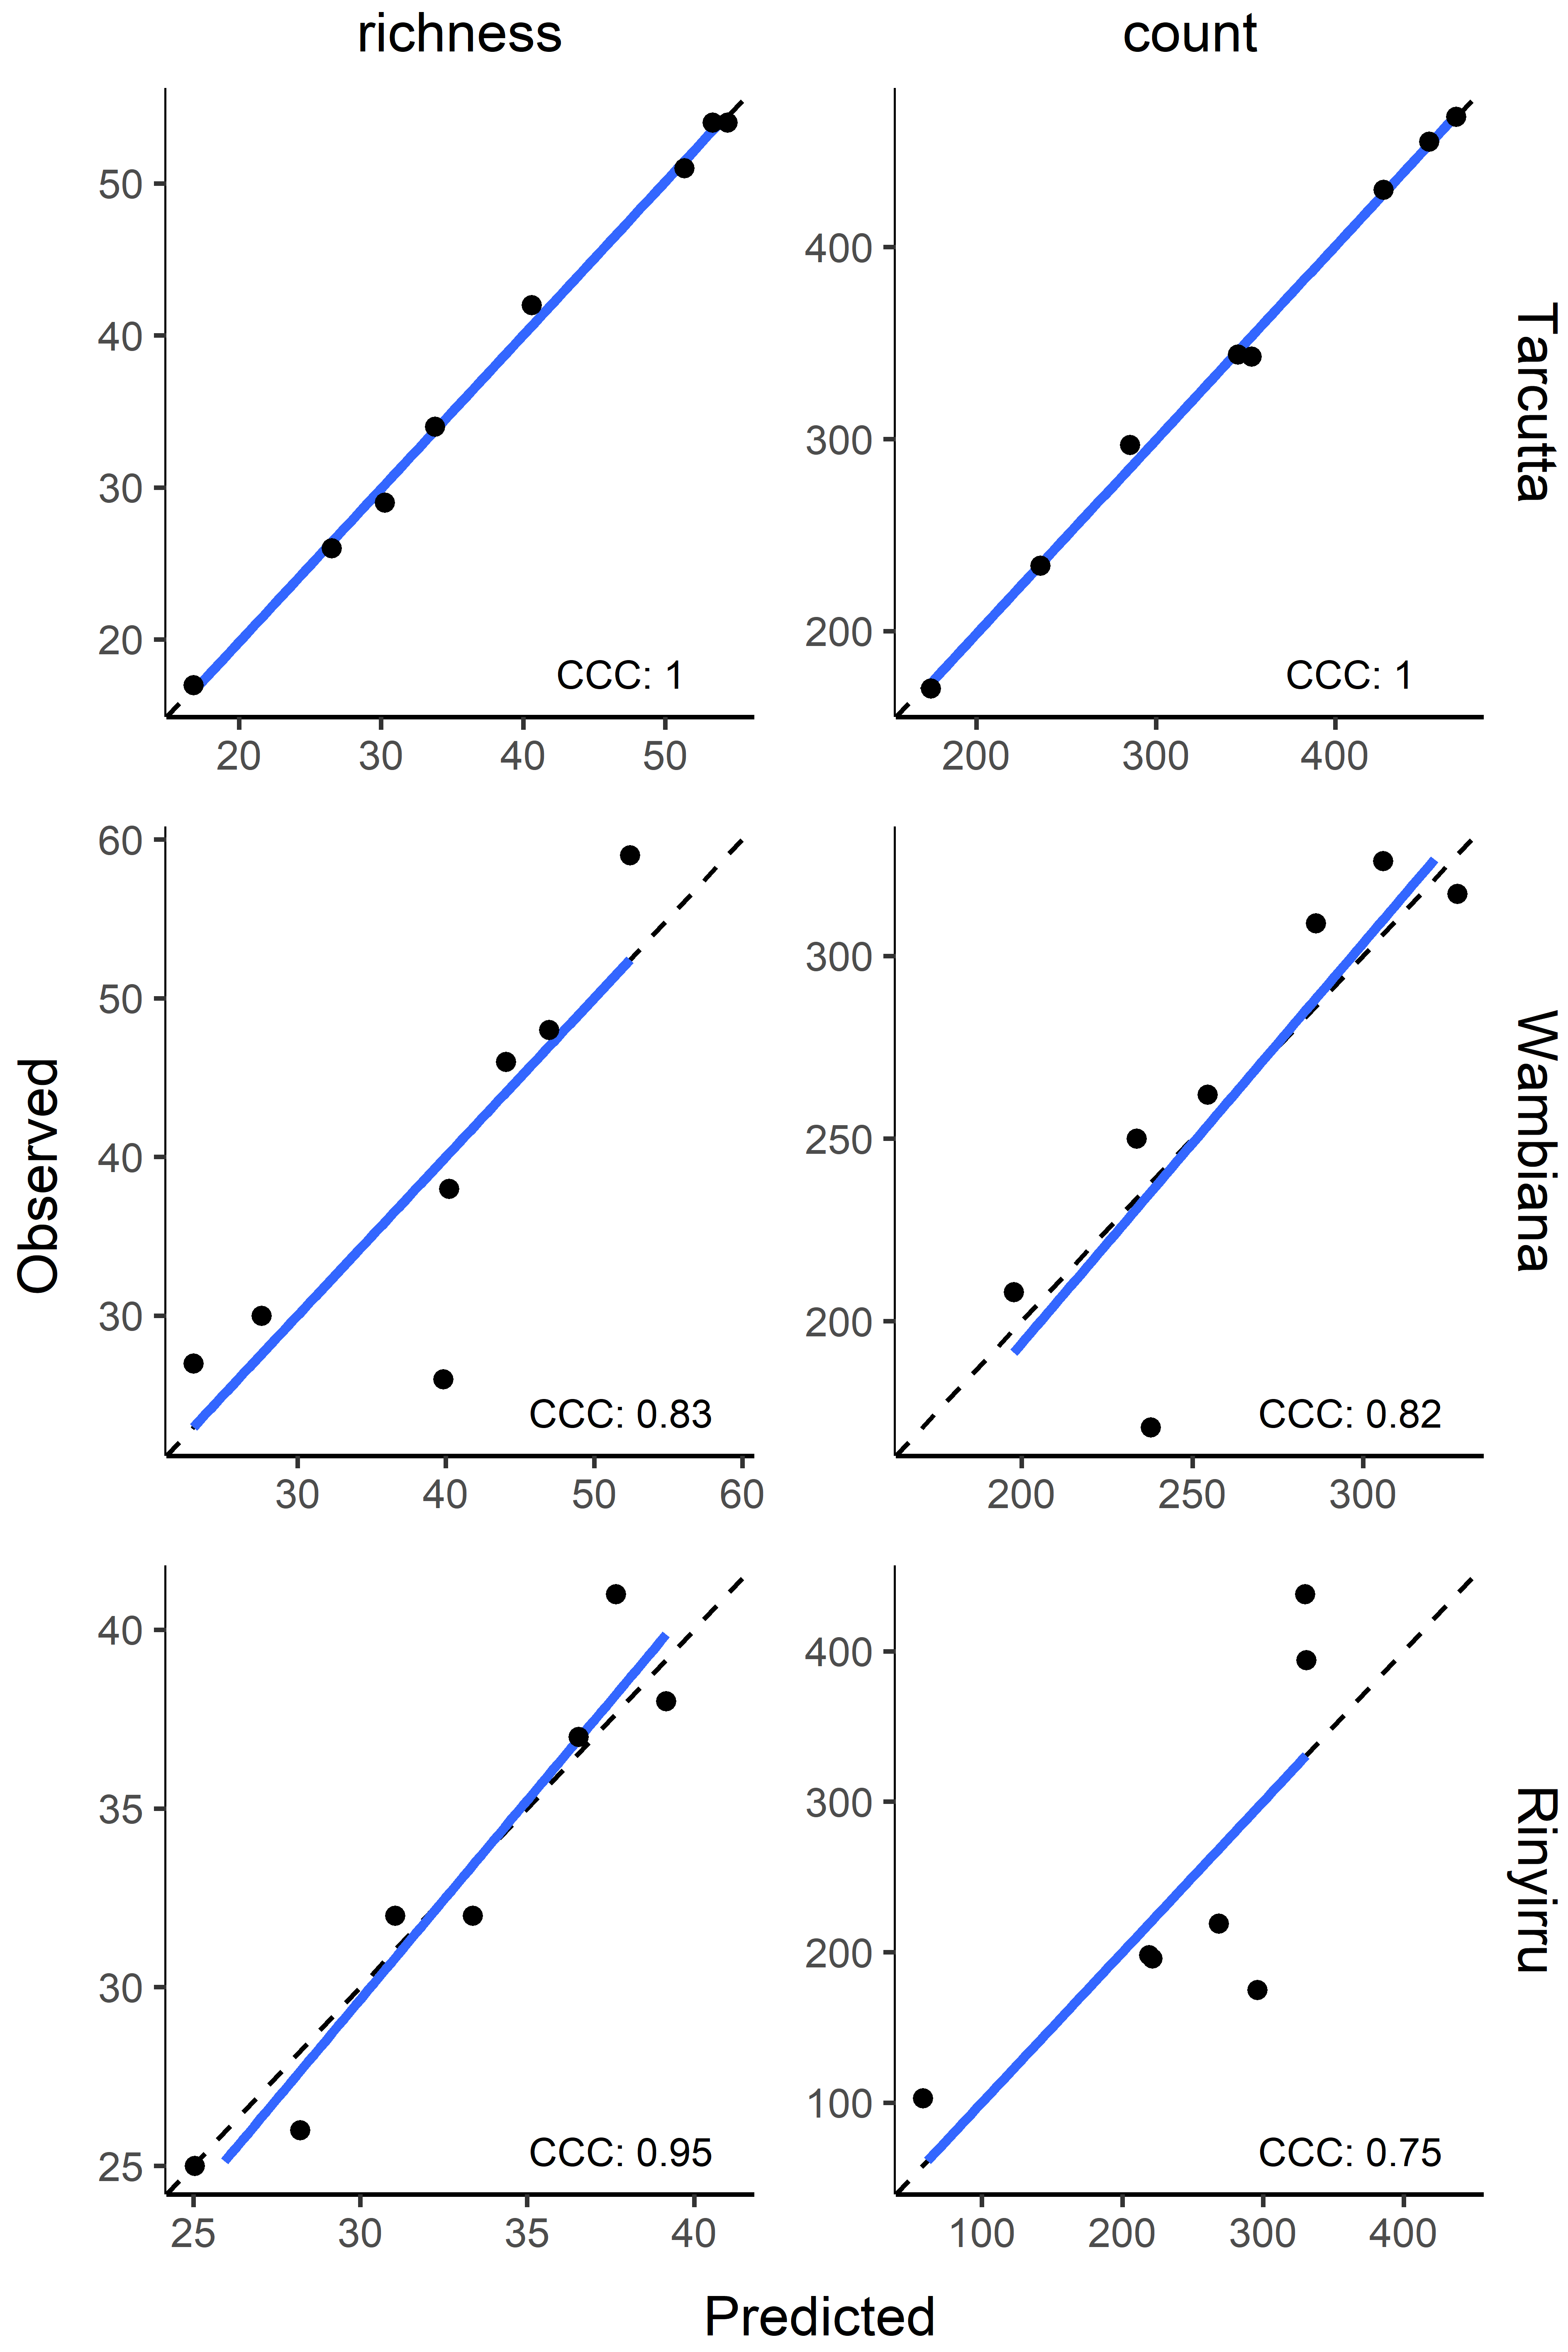 richness
count
50
40
30
20
CCC: 1
20 30 40 50
400
300
200
CCC: 1
200 300 400
Tarcutta
Observed
60
50
40
30
CCC: 0.83
30 40 50 60
300
250
200
CCC: 0.82
200 250 300
Wambiana
40
35
30
25
CCC: 0.95
25 30 35 40
400
300
200
100
CCC: 0.75
100 200 300 400
Rinyirru
Predicted